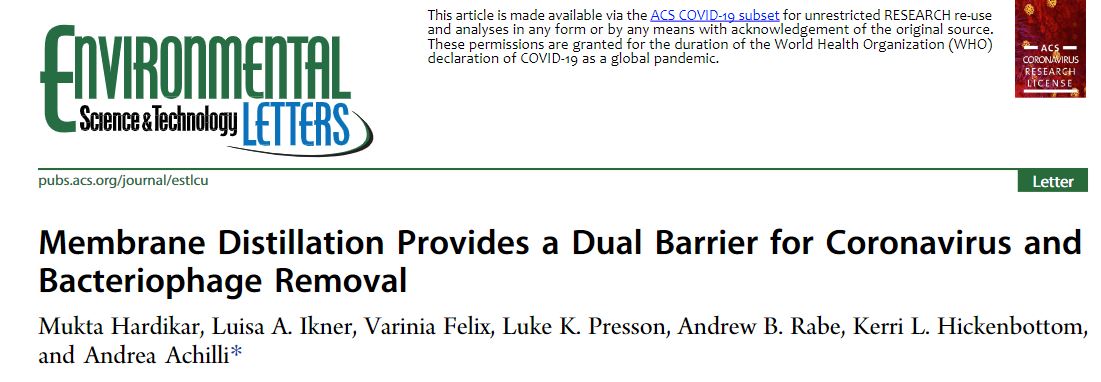 This article is made available via the ACS COVID-19 subset for unrestricted RESEARCH re-use
and analyses in any form or by any means with acknowledgement of the original source.
These permissions are granted for the duration of the World Health Organization (WHO)
declaration of COVID-19 as a global pandemic.
ACS
CORONAVIRUS
RESEARCH
LICENSE
ENVIRONMENTAL
Science & Technology
LETTERS
pubs.acs.org/journal/estlcu
Letter
Membrane Distillation Provides a Dual Barrier for Coronavirus and
Bacteriophage Removal
Mukta Hardikar, Luisa A. Ikner, Varinia Felix, Luke K. Presson, Andrew B. Rabe, Kerri L. Hickenbottom,
and Andrea Achilli*